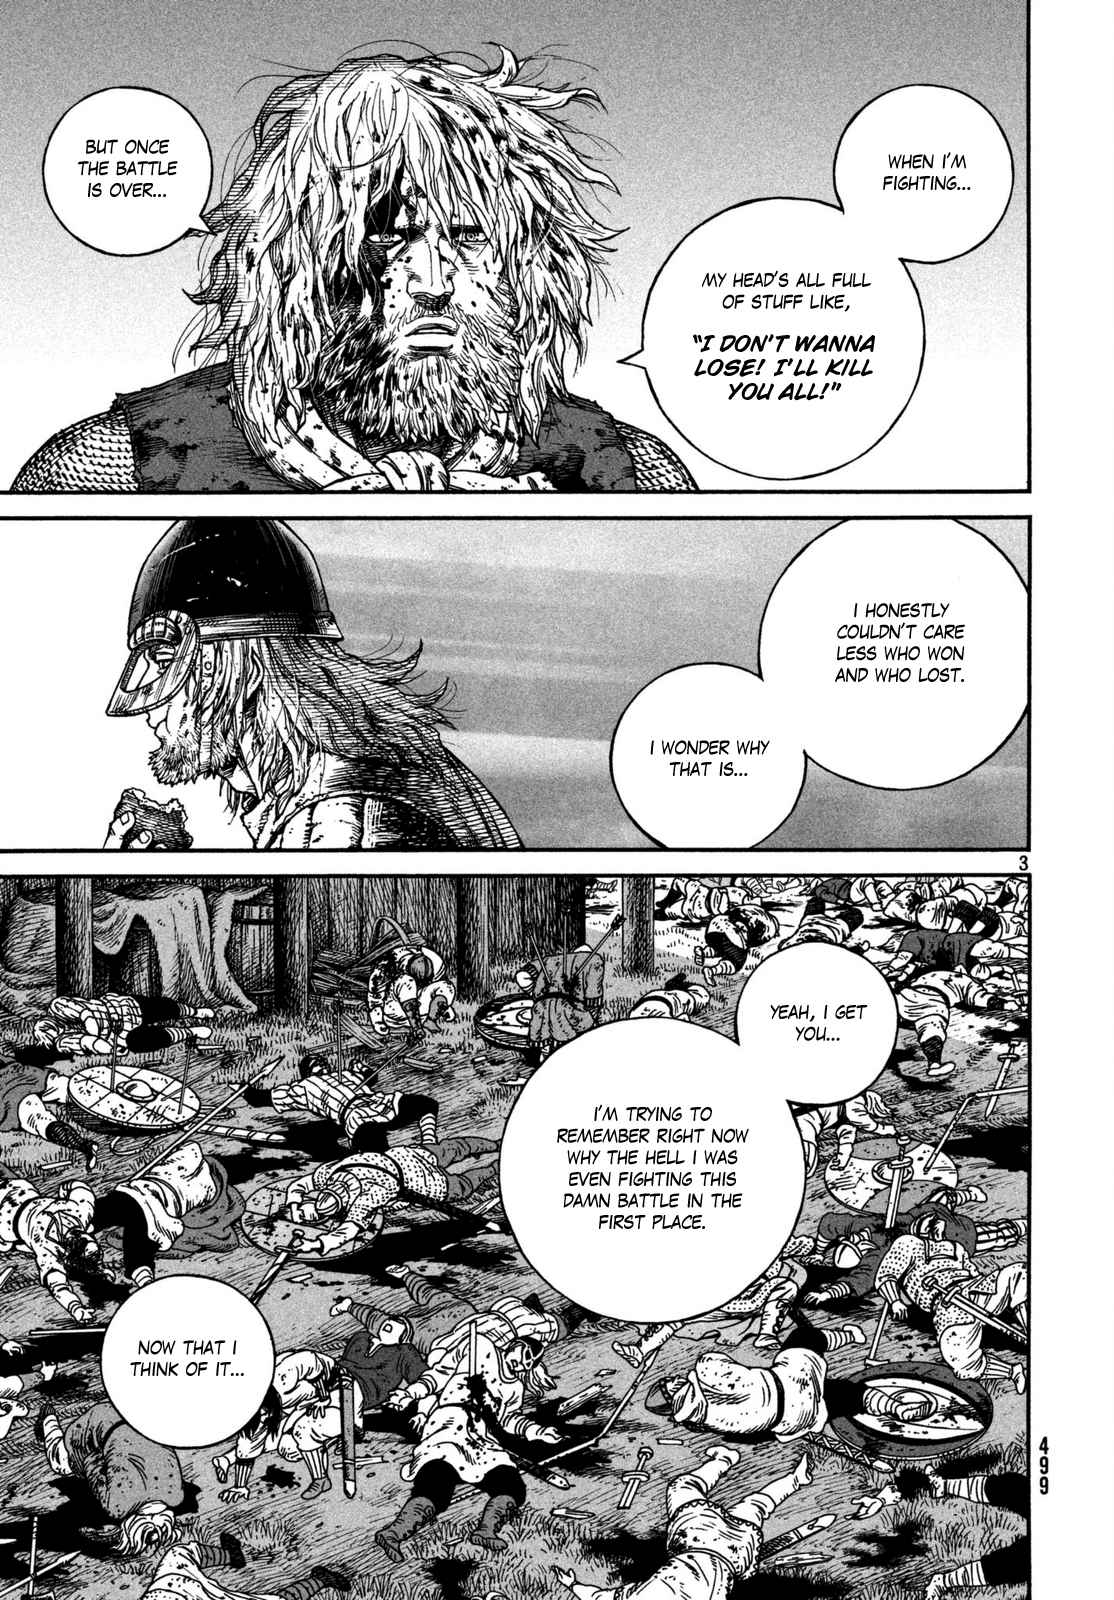 WHEN I'M
FIGHTING...
MY HEAD'S ALL FULL
OF STUFF LIKE,
"I DON'T WANNA
LOSE! I'LL KILL
YOU ALL!"
BUT ONCE
THE BATTLE
IS OVER...
I HONESTLY
COULDN'T CARE
LESS WHO WON
AND WHO LOST.
I WONDER WHY
THAT IS...
3
YEAH, I GET
YOU...
I'M TRYING TO
REMEMBER RIGHT NOW
WHY THE HELL I WAS
EVEN FIGHTING THIS
DAMN BATTLE IN THE
FIRST PLACE.
NOW THAT I
THINK OF IT...
499